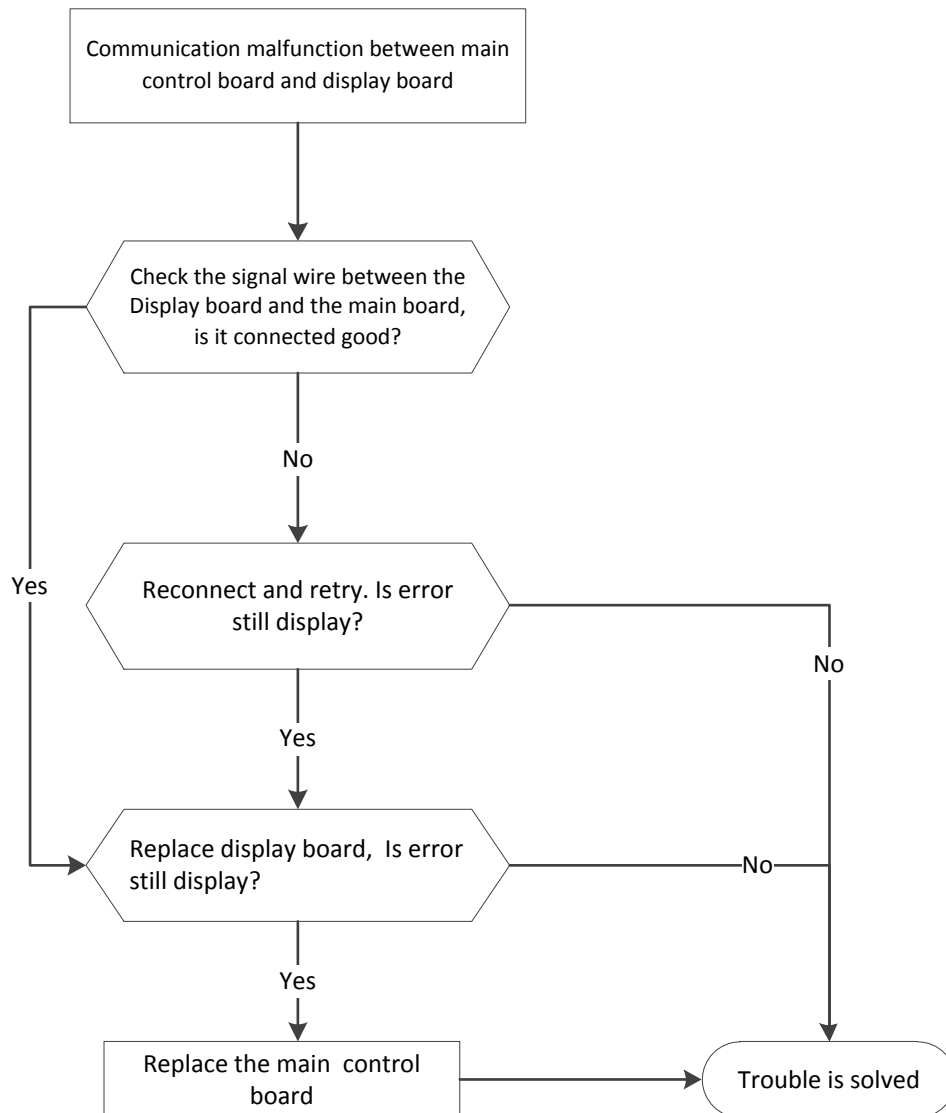 Communication malfunction between main
control board and display board
Check the signal wire between the
Display board and the main board,
is it connected good?
No
Yes
Reconnect and retry. Is error
still display?
No
Yes
Replace display board, Is error
still display?
No
Yes
Replace the main control
board
Trouble is solved